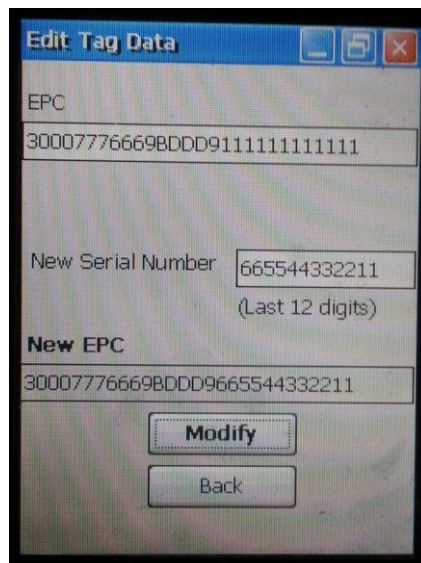 Edit Tag Data
EPC
30007776669BDDD9111111111111
New Serial Number
665544332211
(Last 12 digits)
New EPC
30007776669BDDD9665544332211
Modify
Back